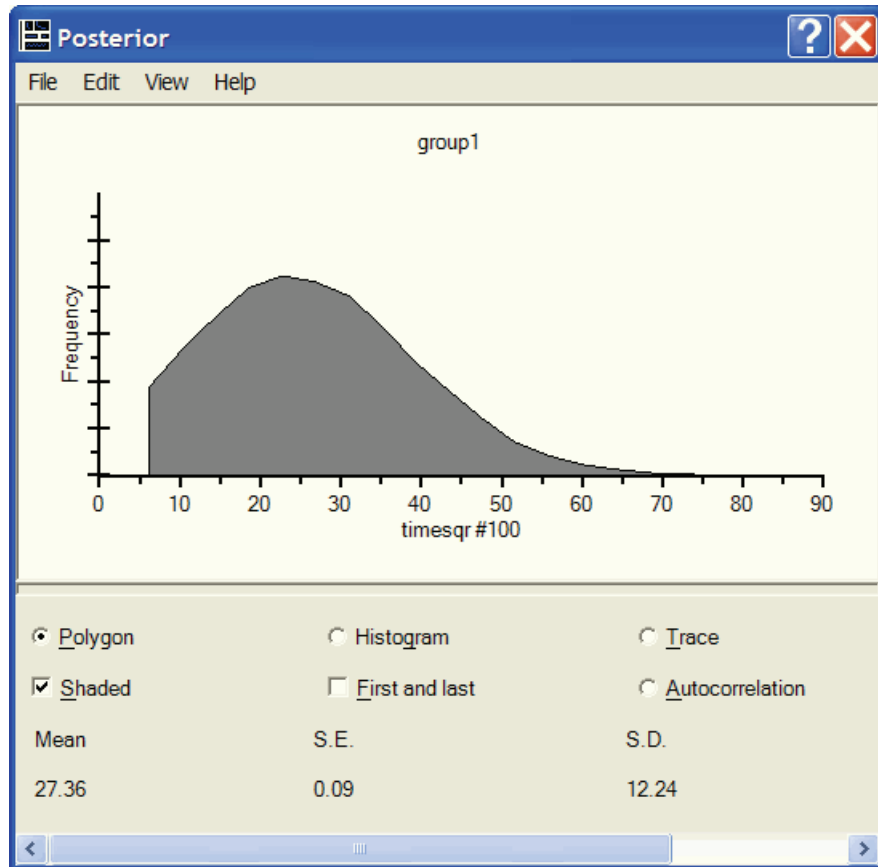 Posterior
File Edit View Help
group1
Frequency
0 10 20 30 40 50 60 70 80 90
timesqr #100
Polygon Histogram Trace
Shaded First and last Autocorrelation
Mean S.E. S.D.
27.36 0.09 12.24